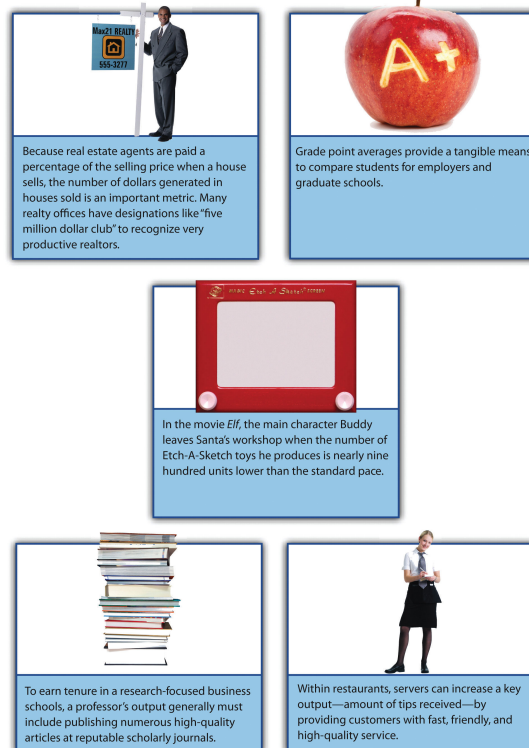 Max21 REALTY
555-3277
Because real estate agents are paid a
percentage of the selling price when a house
sells, the number of dollars generated in
houses sold is an important metric. Many
realty offices have designations like “five
million dollar club” to recognize very
productive realtors.
A+
Grade point averages provide a tangible means
to compare students for employers and
graduate schools.
MAGIC Etch A Sketch® SCREEN
In the movie Elf, the main character Buddy
leaves Santa’s workshop when the number of
Etch-A-Sketch toys he produces is nearly nine
hundred units lower than the standard pace.
To earn tenure in a research-focused business
schools, a professor’s output generally must
include publishing numerous high-quality
articles at reputable scholarly journals.
Within restaurants, servers can increase a key
output—amount of tips received—by
providing customers with fast, friendly, and
high-quality service.